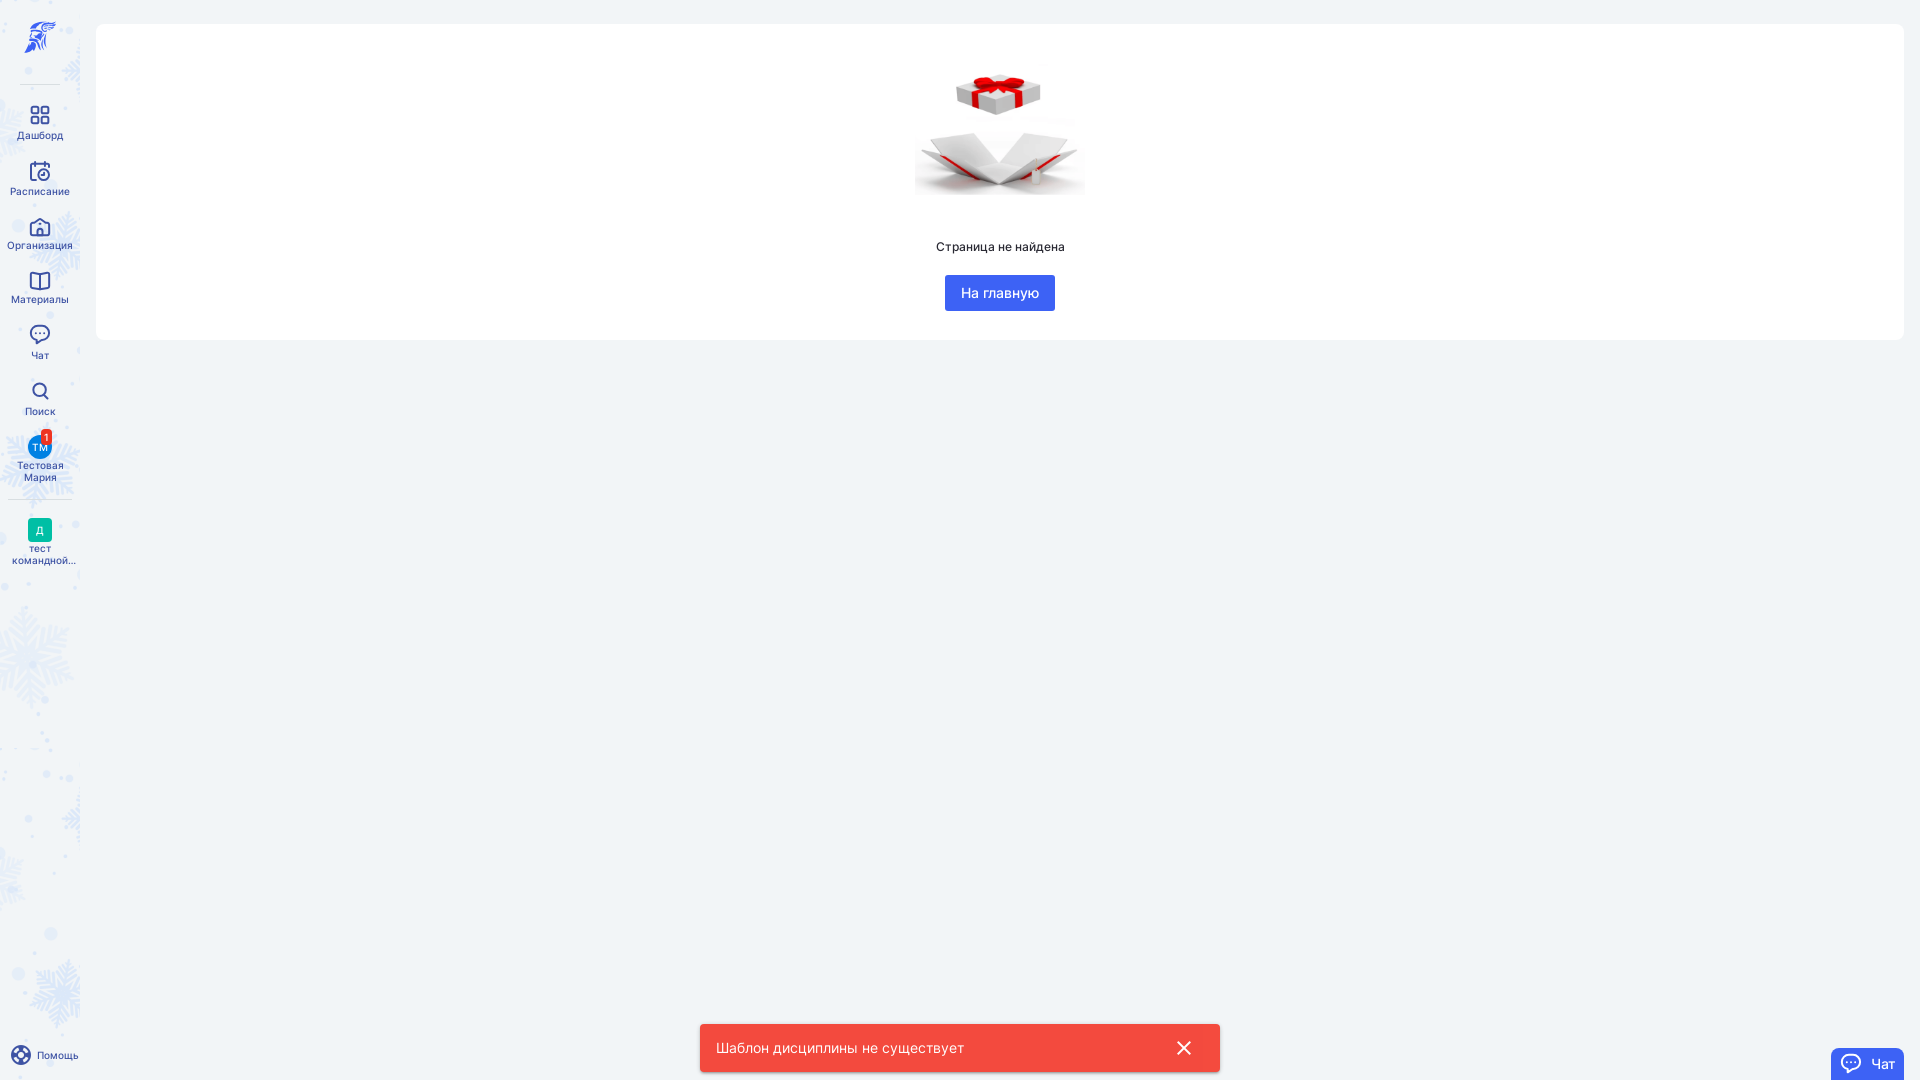 Дашборд
Расписание
Организация
Материалы
Чат
Поиск
1
ТМ
Тестовая
Мария
Д
тест
командной...
Помощь
Страница не найдена
На главную
Шаблон дисциплины не существует
Чат